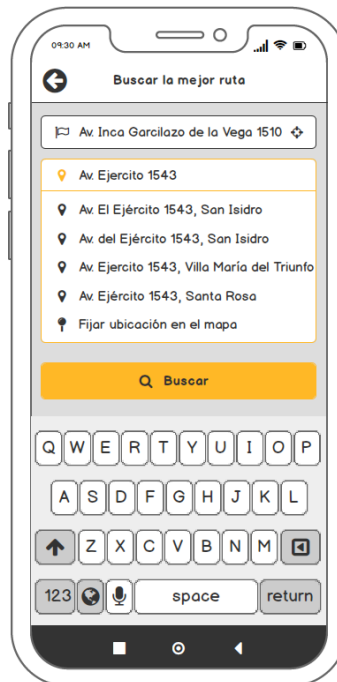 09:30 AM
Buscar la mejor ruta
Av. Inca Garcilazo de la Vega 1510
Av. Ejercito 1543
Av. El Ejército 1543, San Isidro
Av. del Ejército 1543, San Isidro
Av. Ejercito 1543, Villa María del Triunfo
Av. Ejército 1543, Santa Rosa
Fijar ubicación en el mapa
Buscar
Q W E R T Y U I O P
A S D F G H J K L
Z X C V B N M
123 space return